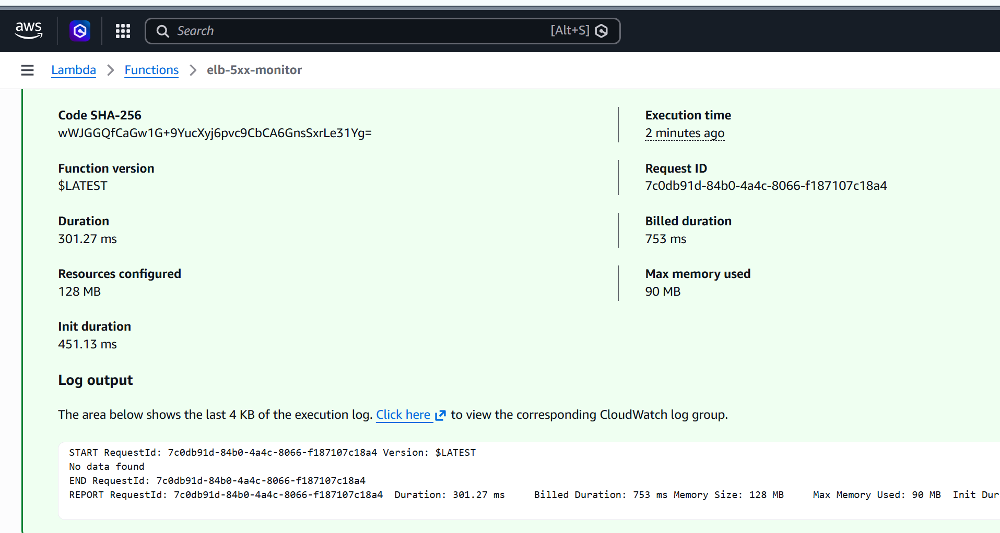 aws
Search [Alt+S]
Lambda > Functions > elb-5xx-monitor
Code SHA-256
wWJGGQfCaGw1G+9YucXyj6pvc9CbCA6GnsSxrLe31Yg=
Execution time
2 minutes ago
Function version
$LATEST
Request ID
7c0db91d-84b0-4a4c-8066-f187107c18a4
Duration
301.27 ms
Billed duration
753 ms
Resources configured
128 MB
Max memory used
90 MB
Init duration
451.13 ms
Log output
The area below shows the last 4 KB of the execution log. Click here to view the corresponding CloudWatch log group.
START RequestId: 7c0db91d-84b0-4a4c-8066-f187107c18a4 Version: $LATEST
No data found
END RequestId: 7c0db91d-84b0-4a4c-8066-f187107c18a4
REPORT RequestId: 7c0db91d-84b0-4a4c-8066-f187107c18a4 Duration: 301.27 ms Billed Duration: 753 ms Memory Size: 128 MB Max Memory Used: 90 MB Init Dur